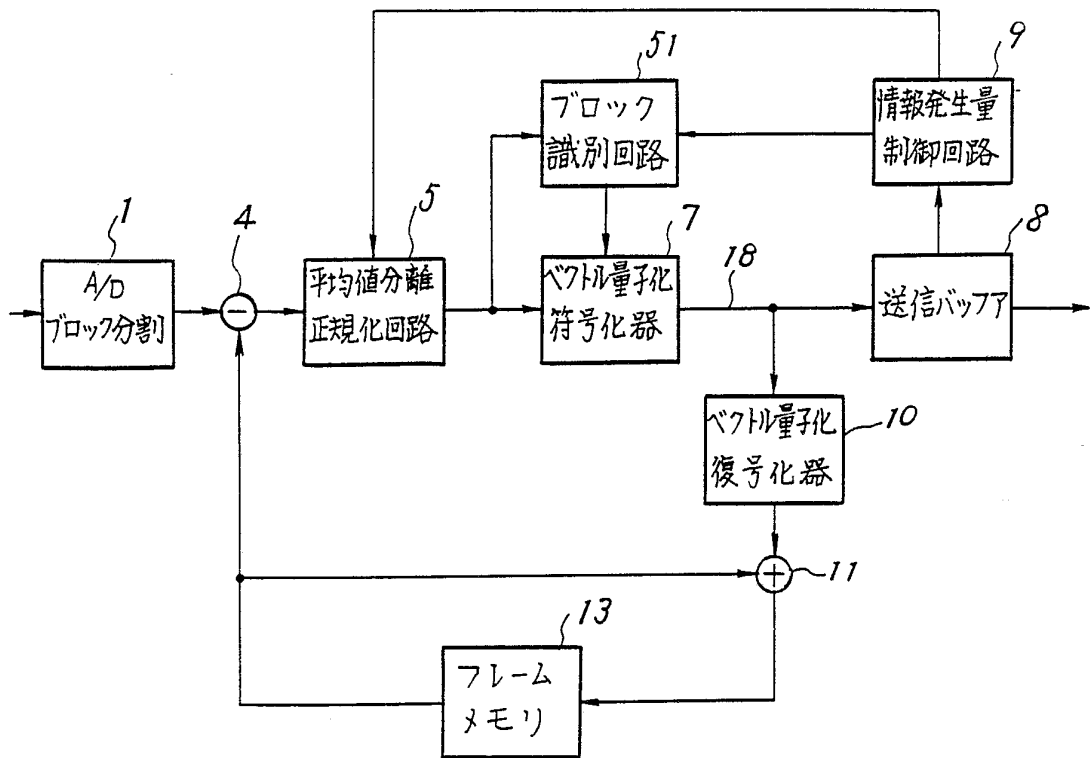 51
ブロック
識別回路
9
情報発生量
制御回路
1
A/D
ブロック分割
4
−
5
平均値分離
正規化回路
7
ベクトル量子化
符号化器
18
8
送信バッファ
ベクトル量子化
復号化器
10
+
11
13
フレーム
メモリ